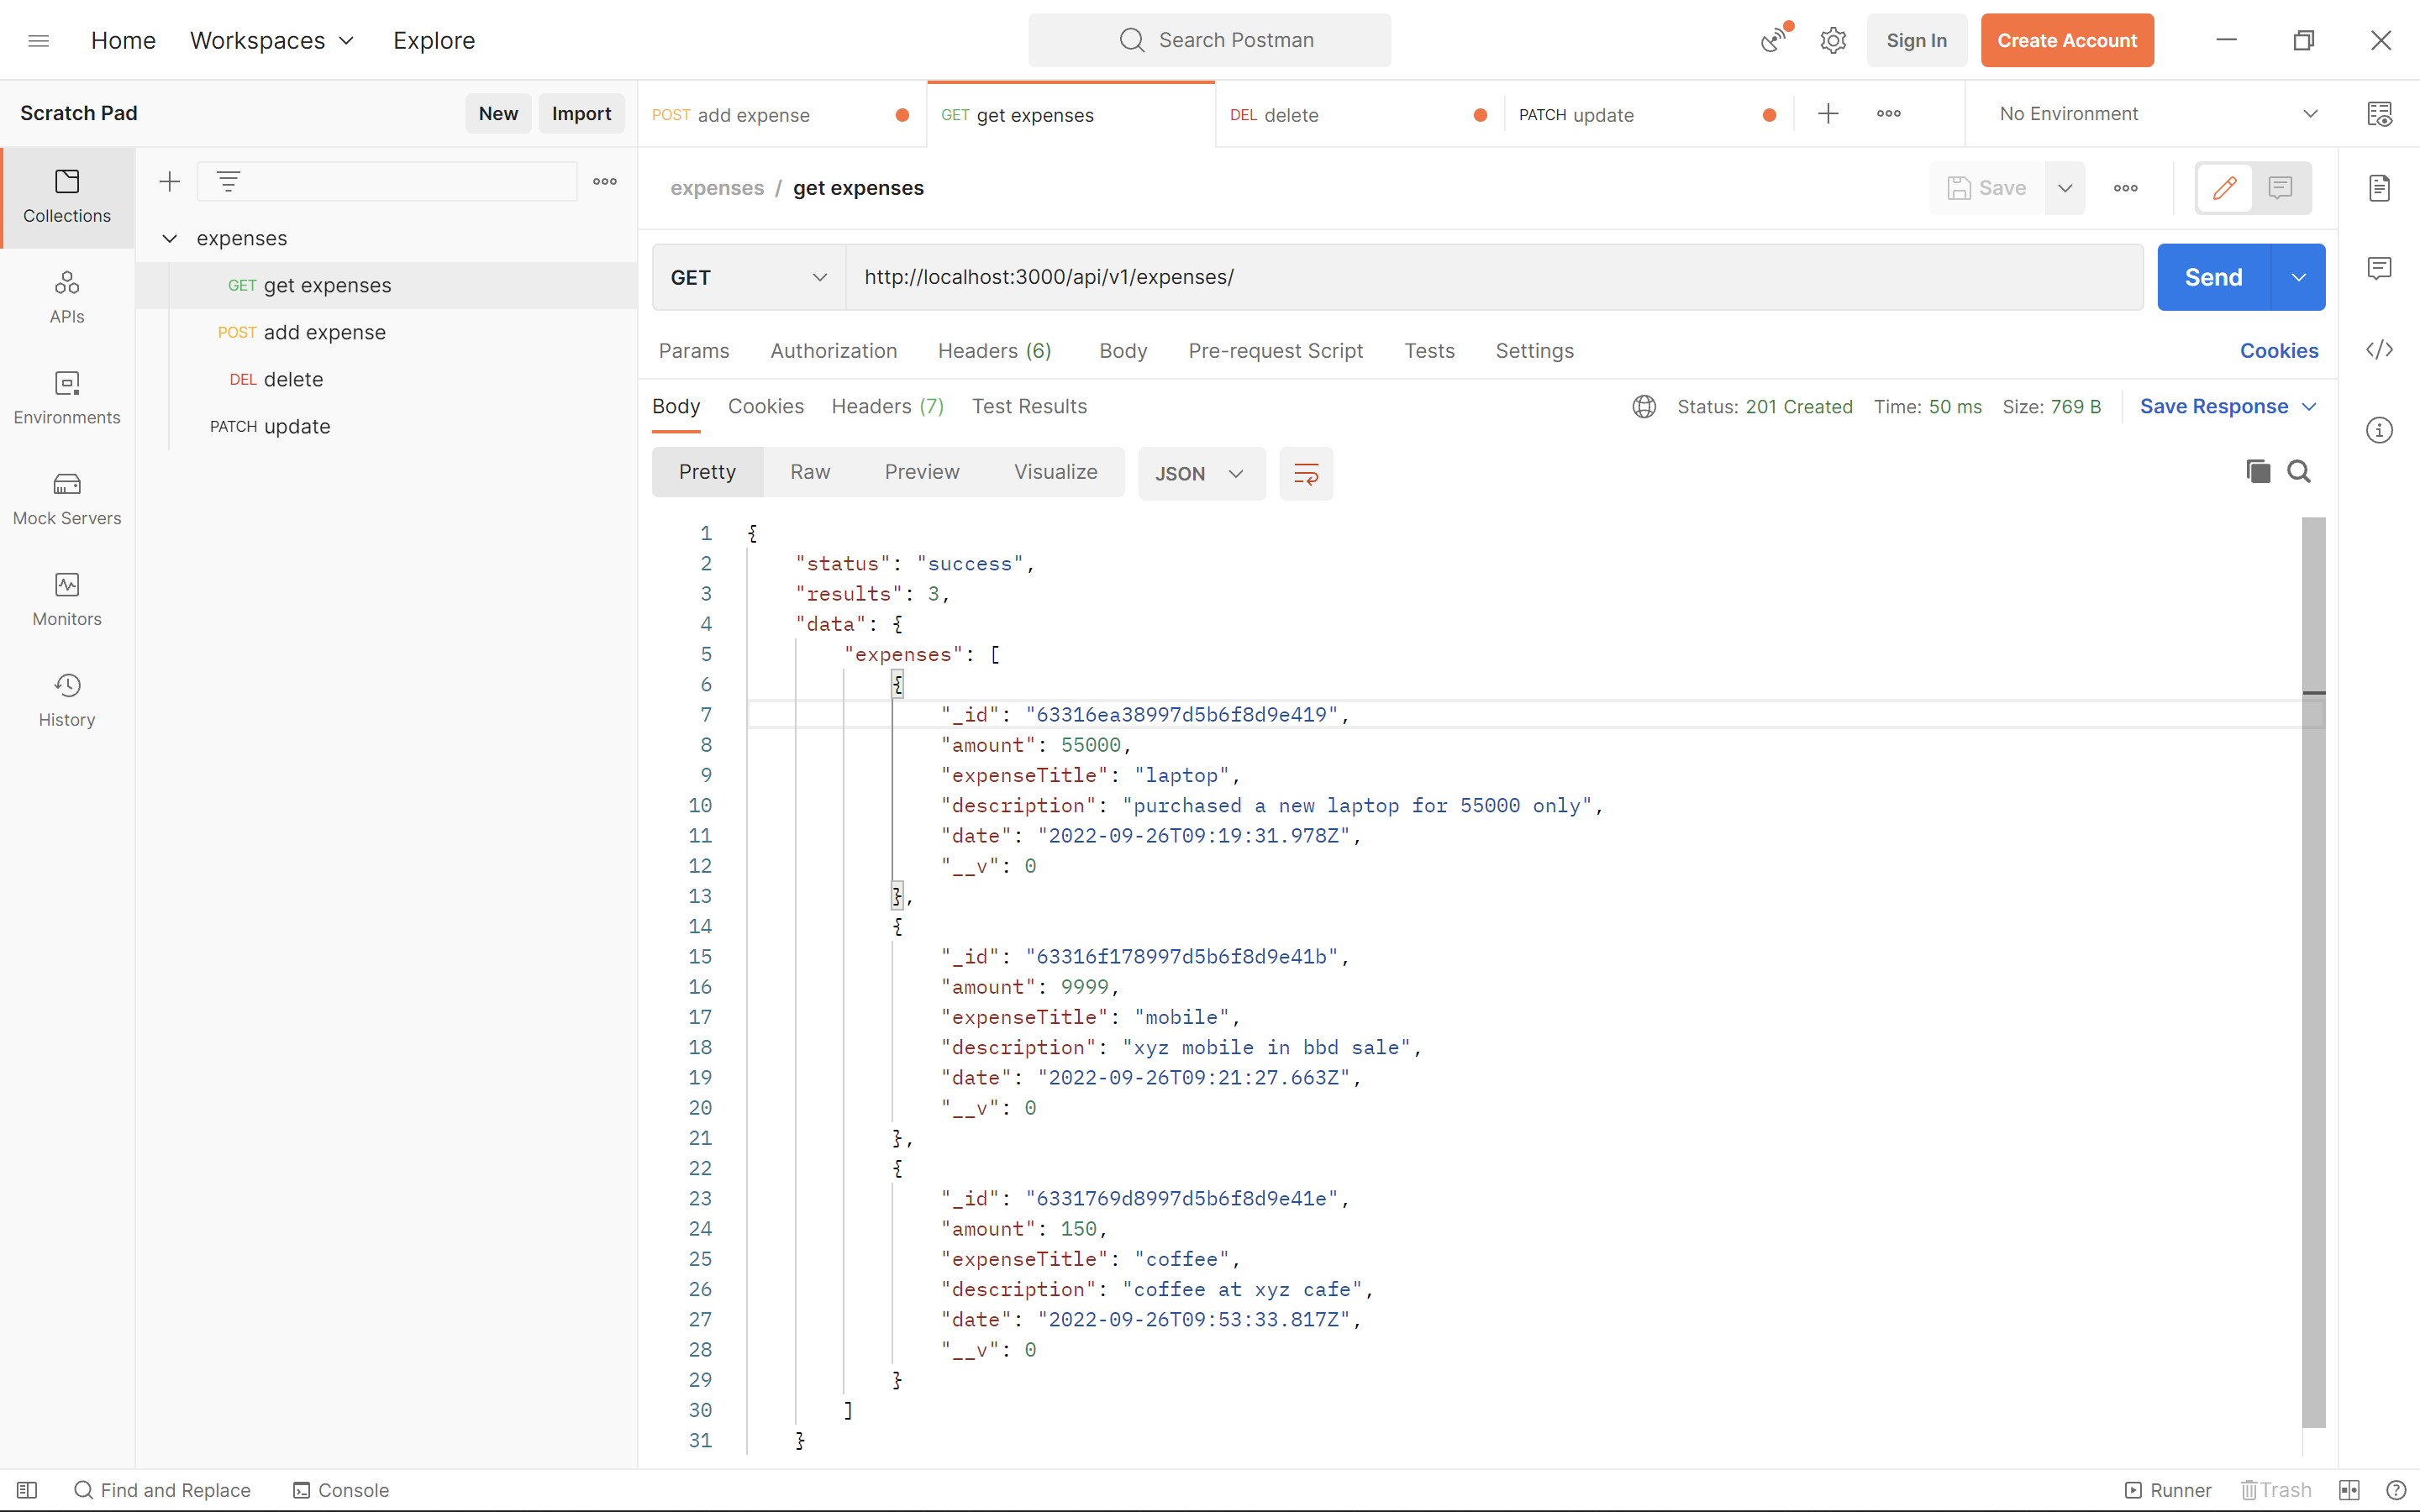 Home Workspaces Explore Search Postman Sign In Create Account
Scratch Pad New Import POST add expense GET get expenses DEL delete PATCH update No Environment
Collections
APIs
Environments
Mock Servers
Monitors
History
expenses
GET get expenses
POST add expense
DEL delete
PATCH update
expenses / get expenses Save
GET http://localhost:3000/api/v1/expenses/ Send
Params Authorization Headers (6) Body Pre-request Script Tests Settings Cookies
Body Cookies Headers (7) Test Results Status: 201 Created Time: 50 ms Size: 769 B Save Response
Pretty Raw Preview Visualize JSON
1 {
2 "status": "success",
3 "results": 3,
4 "data": {
5 "expenses": [
6 {
7 "_id": "63316ea38997d5b6f8d9e419",
8 "amount": 55000,
9 "expenseTitle": "laptop",
10 "description": "purchased a new laptop for 55000 only",
11 "date": "2022-09-26T09:19:31.978Z",
12 "__v": 0
13 },
14 {
15 "_id": "63316f178997d5b6f8d9e41b",
16 "amount": 9999,
17 "expenseTitle": "mobile",
18 "description": "xyz mobile in bbd sale",
19 "date": "2022-09-26T09:21:27.663Z",
20 "__v": 0
21 },
22 {
23 "_id": "6331769d8997d5b6f8d9e41e",
24 "amount": 150,
25 "expenseTitle": "coffee",
26 "description": "coffee at xyz cafe",
27 "date": "2022-09-26T09:53:33.817Z",
28 "__v": 0
29 }
30 ]
31 }
Find and Replace Console Runner Trash